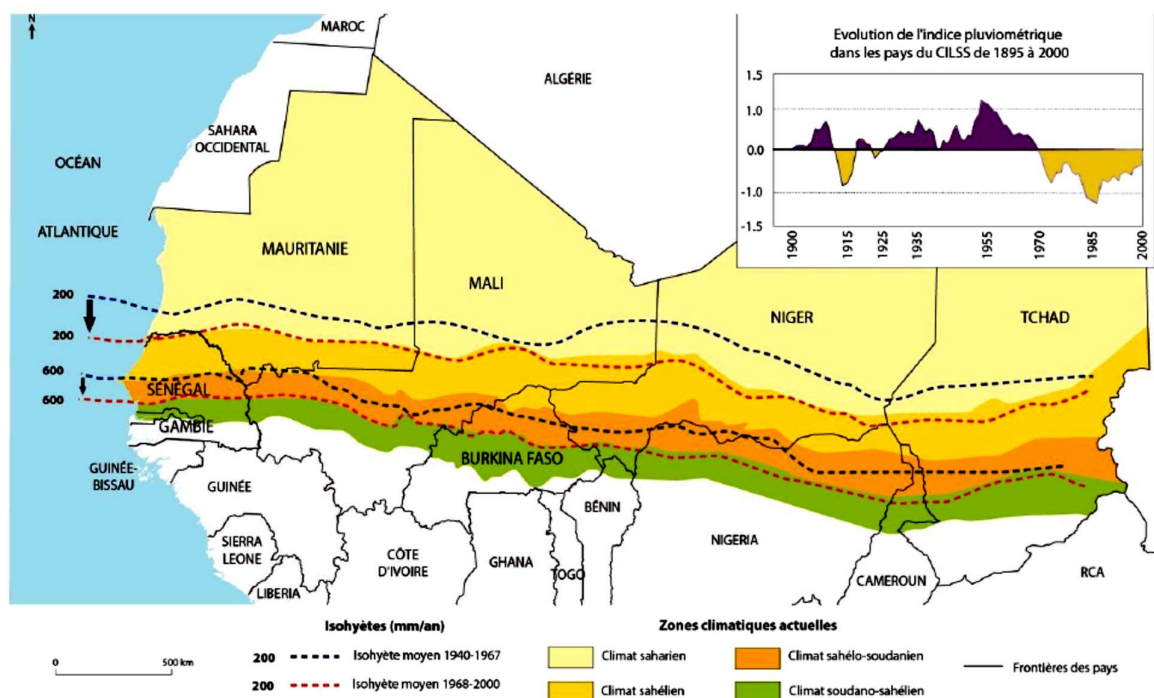 N
MAROC
ALGÉRIE
SAHARA
OCCIDENTAL
OCÉAN
ATLANTIQUE
MAURITANIE
MALI
NIGER
TCHAD
200
200
600
600
SÉNÉGAL
GAMBIE
GUINÉE-
BISSAU
GUINÉE
SIERRA
LEONE
LIBERIA
CÔTE
D'IVOIRE
BURKINA FASO
GHANA
TOGO
BÉNIN
NIGERIA
CAMEROUN
RCA
Evolution de l'indice pluviométrique
dans les pays du CILSS de 1895 à 2000
1.5
1.0
0.0
-1.0
-1.5
1900
1915
1925
1935
1955
1970
1985
2000
0
500 km
Isohyètes (mm/an)
200 Isohyète moyen 1940-1967
200 Isohyète moyen 1968-2000
Zones climatiques actuelles
Climat saharien
Climat sahélien
Climat sahélo-soudanien
Climat soudano-sahélien
Frontières des pays